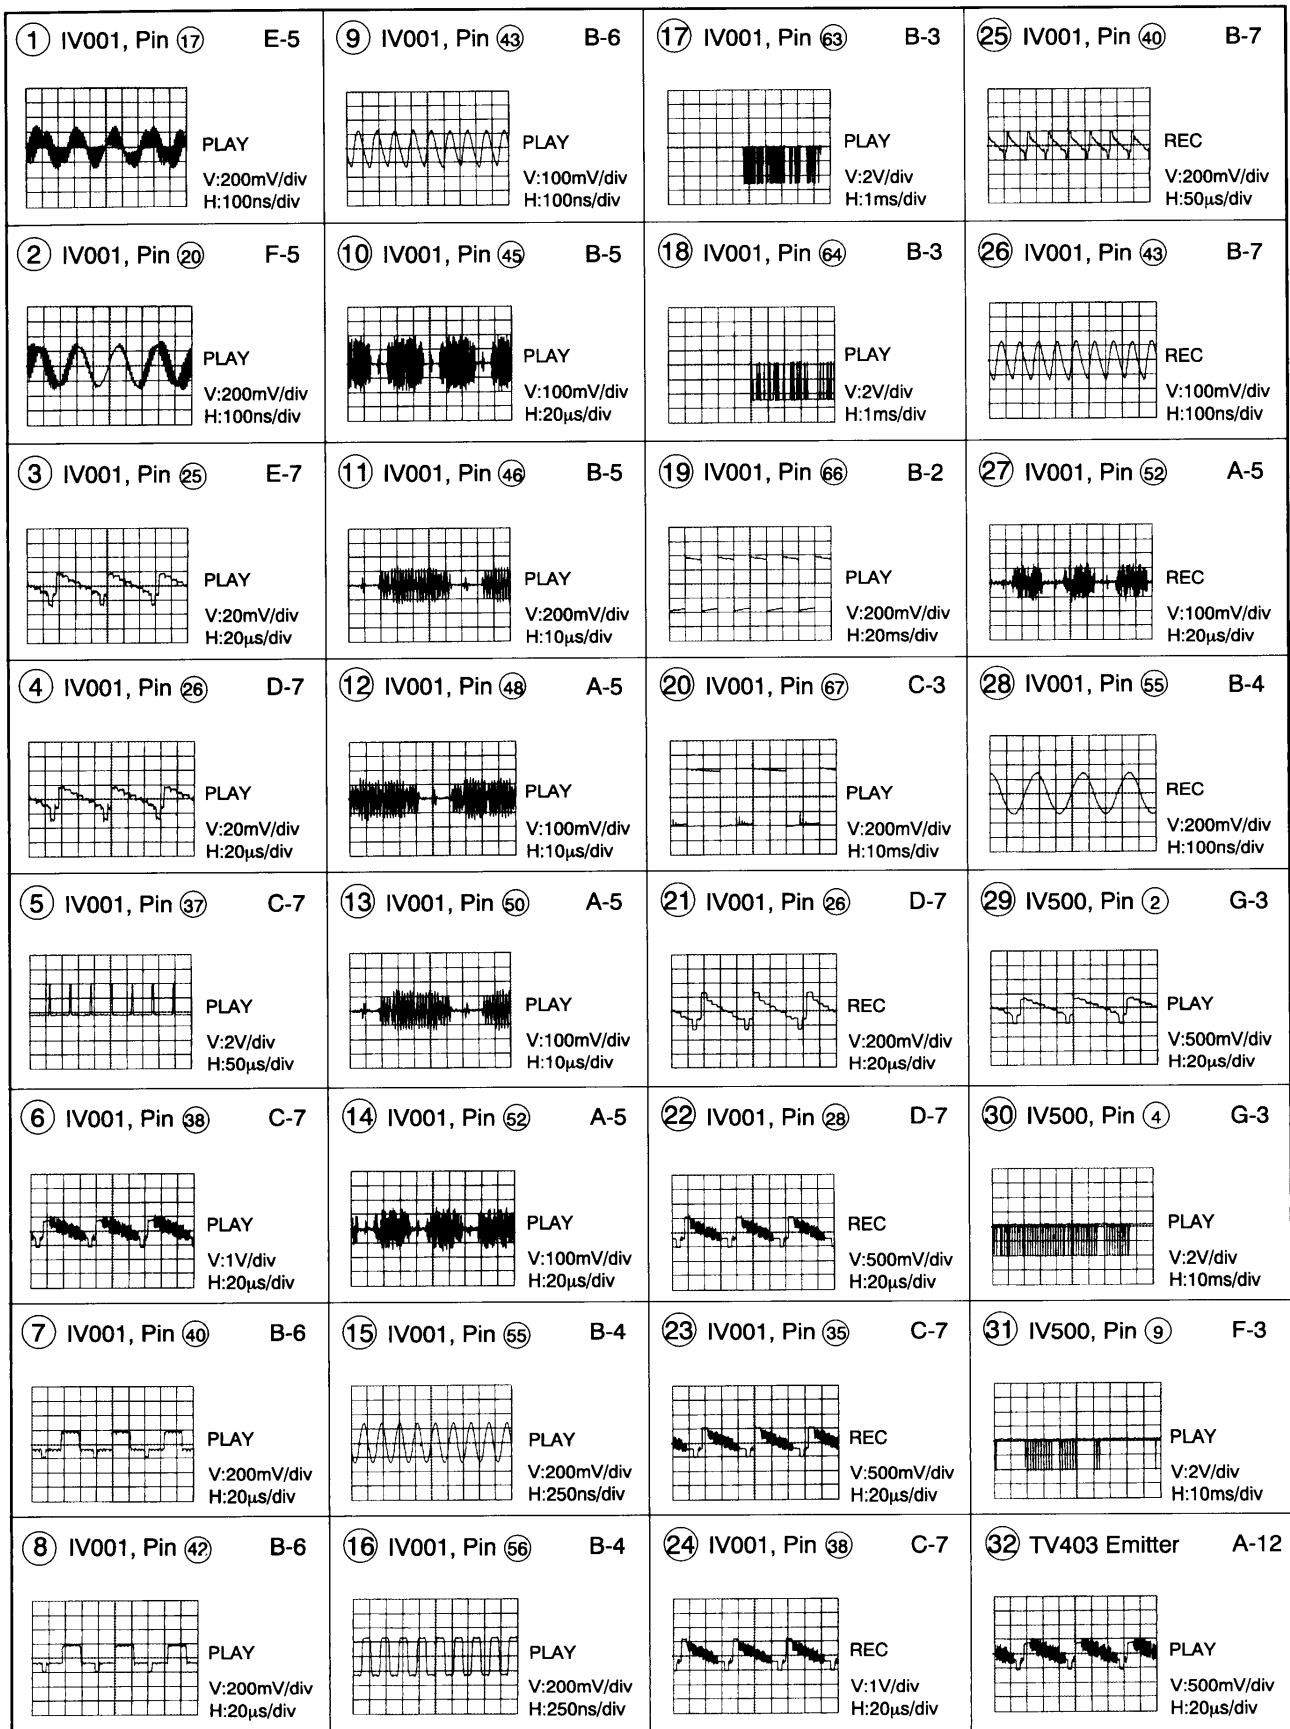 ① IV001, Pin ⑰ E-5
PLAY
V:200mV/div
H:100ns/div
② IV001, Pin ⑳ F-5
PLAY
V:200mV/div
H:100ns/div
③ IV001, Pin ㉕ E-7
PLAY
V:20mV/div
H:20µs/div
④ IV001, Pin ㉖ D-7
PLAY
V:20mV/div
H:20µs/div
⑤ IV001, Pin ㊲ C-7
PLAY
V:2V/div
H:50µs/div
⑥ IV001, Pin ㊳ C-7
PLAY
V:1V/div
H:20µs/div
⑦ IV001, Pin ㊵ B-6
PLAY
V:200mV/div
H:20µs/div
⑧ IV001, Pin ㊷ B-6
PLAY
V:200mV/div
H:20µs/div
⑨ IV001, Pin ㊸ B-6
PLAY
V:100mV/div
H:100ns/div
⑩ IV001, Pin ㊺ B-5
PLAY
V:100mV/div
H:20µs/div
⑪ IV001, Pin ㊻ B-5
PLAY
V:200mV/div
H:10µs/div
⑫ IV001, Pin ㊽ A-5
PLAY
V:100mV/div
H:10µs/div
⑬ IV001, Pin ㊿ A-5
PLAY
V:100mV/div
H:10µs/div
⑭ IV001, Pin 52 A-5
PLAY
V:100mV/div
H:20µs/div
⑮ IV001, Pin 55 B-4
PLAY
V:200mV/div
H:250ns/div
⑯ IV001, Pin 56 B-4
PLAY
V:200mV/div
H:250ns/div
⑰ IV001, Pin 63 B-3
PLAY
V:2V/div
H:1ms/div
⑱ IV001, Pin 64 B-3
PLAY
V:2V/div
H:1ms/div
⑲ IV001, Pin 66 B-2
PLAY
V:200mV/div
H:20ms/div
⑳ IV001, Pin 67 C-3
PLAY
V:200mV/div
H:10ms/div
㉑ IV001, Pin ㉖ D-7
REC
V:200mV/div
H:20µs/div
㉒ IV001, Pin ㉘ D-7
REC
V:500mV/div
H:20µs/div
㉓ IV001, Pin ㉟ C-7
REC
V:500mV/div
H:20µs/div
㉔ IV001, Pin ㊳ C-7
REC
V:1V/div
H:20µs/div
㉕ IV001, Pin ㊵ B-7
REC
V:200mV/div
H:50µs/div
㉖ IV001, Pin ㊸ B-7
REC
V:100mV/div
H:100ns/div
㉗ IV001, Pin 52 A-5
REC
V:100mV/div
H:20µs/div
㉘ IV001, Pin 55 B-4
REC
V:200mV/div
H:100ns/div
㉙ IV500, Pin ② G-3
PLAY
V:500mV/div
H:20µs/div
㉚ IV500, Pin ④ G-3
PLAY
V:2V/div
H:10ms/div
㉛ IV500, Pin ⑨ F-3
PLAY
V:2V/div
H:10ms/div
㉜ TV403 Emitter A-12
PLAY
V:500mV/div
H:20µs/div